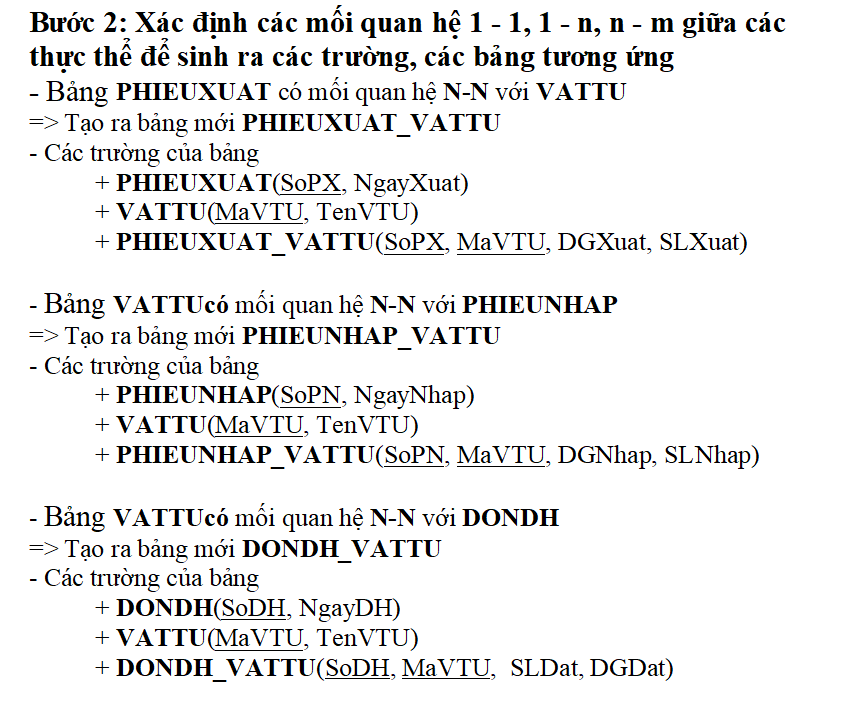 Bước 2: Xác định các mối quan hệ 1 - 1, 1 - n, n - m giữa các
thực thể để sinh ra các trường, các bảng tương ứng
- Bảng PHIEUXUAT có mối quan hệ N-N với VATTU
=> Tạo ra bảng mới PHIEUXUAT_VATTU
- Các trường của bảng
+ PHIEUXUAT(SoPX, NgayXuat)
+ VATTU(MaVTU, TenVTU)
+ PHIEUXUAT_VATTU(SoPX, MaVTU, DGXuat, SLXuat)
- Bảng VATTUcó mối quan hệ N-N với PHIEUNHAP
=> Tạo ra bảng mới PHIEUNHAP_VATTU
- Các trường của bảng
+ PHIEUNHAP(SoPN, NgayNhap)
+ VATTU(MaVTU, TenVTU)
+ PHIEUNHAP_VATTU(SoPN, MaVTU, DGNhap, SLNhap)
- Bảng VATTUcó mối quan hệ N-N với DONDH
=> Tạo ra bảng mới DONDH_VATTU
- Các trường của bảng
+ DONDH(SoDH, NgayDH)
+ VATTU(MaVTU, TenVTU)
+ DONDH_VATTU(SoDH, MaVTU, SLDat, DGDat)